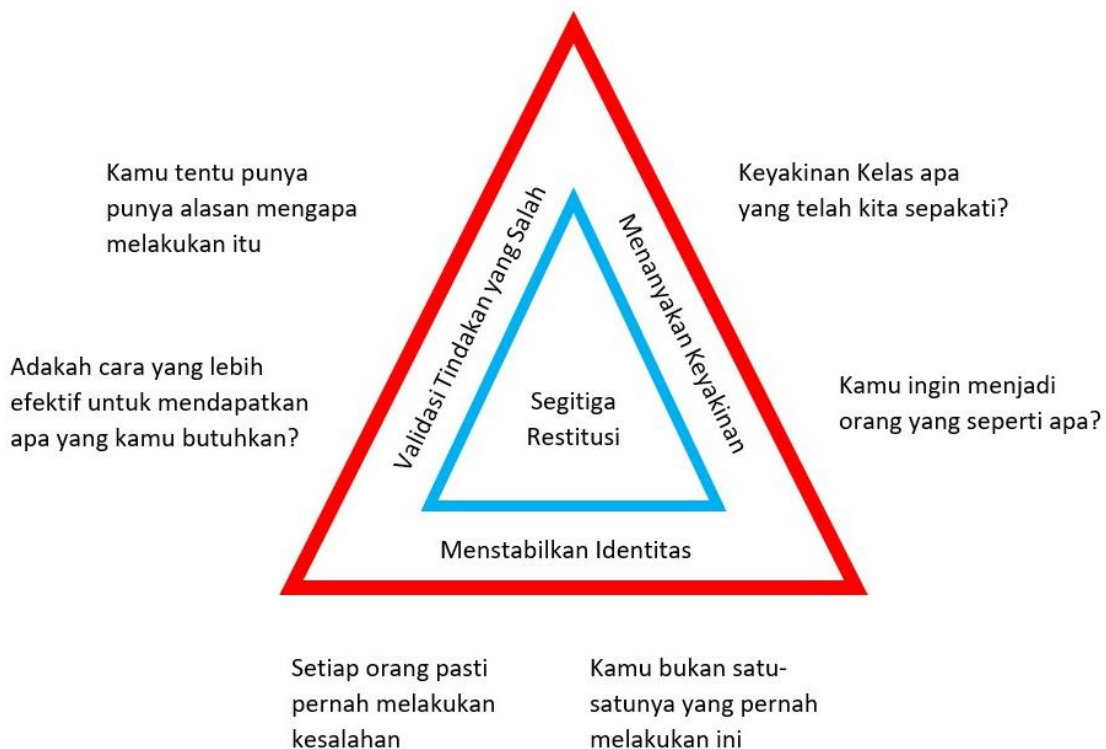 Kamu tentu punya
punya alasan mengapa
melakukan itu
Keyakinan Kelas apa
yang telah kita sepakati?
Validasi Tindakan yang Salah
Menanyakan Keyakinan
Adakah cara yang lebih
efektif untuk mendapatkan
apa yang kamu butuhkan?
Segitiga
Restitusi
Kamu ingin menjadi
orang yang seperti apa?
Menstabilkan Identitas
Setiap orang pasti
pernah melakukan
kesalahan
Kamu bukan satu-
satunya yang pernah
melakukan ini